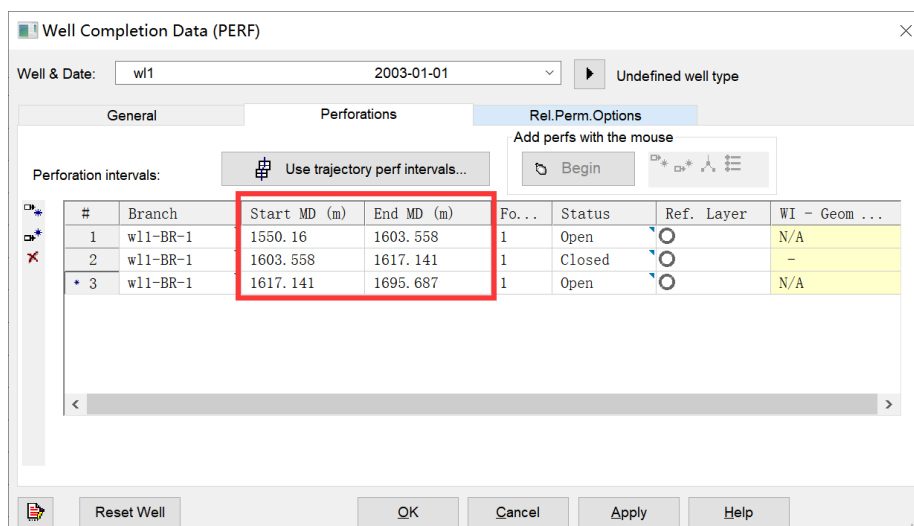 Well Completion Data (PERF)
Well & Date: wl1 2003-01-01 Undefined well type
General Perforations Rel.Perm.Options
Add perfs with the mouse
Perforation intervals: Use trajectory perf intervals... Begin
# Branch Start MD (m) End MD (m) Fo... Status Ref. Layer WI - Geom ...
1 wl1-BR-1 1550.16 1603.558 1 Open N/A
2 wl1-BR-1 1603.558 1617.141 Closed -
* 3 wl1-BR-1 1617.141 1695.687 1 Open N/A
Reset Well OK Cancel Apply Help